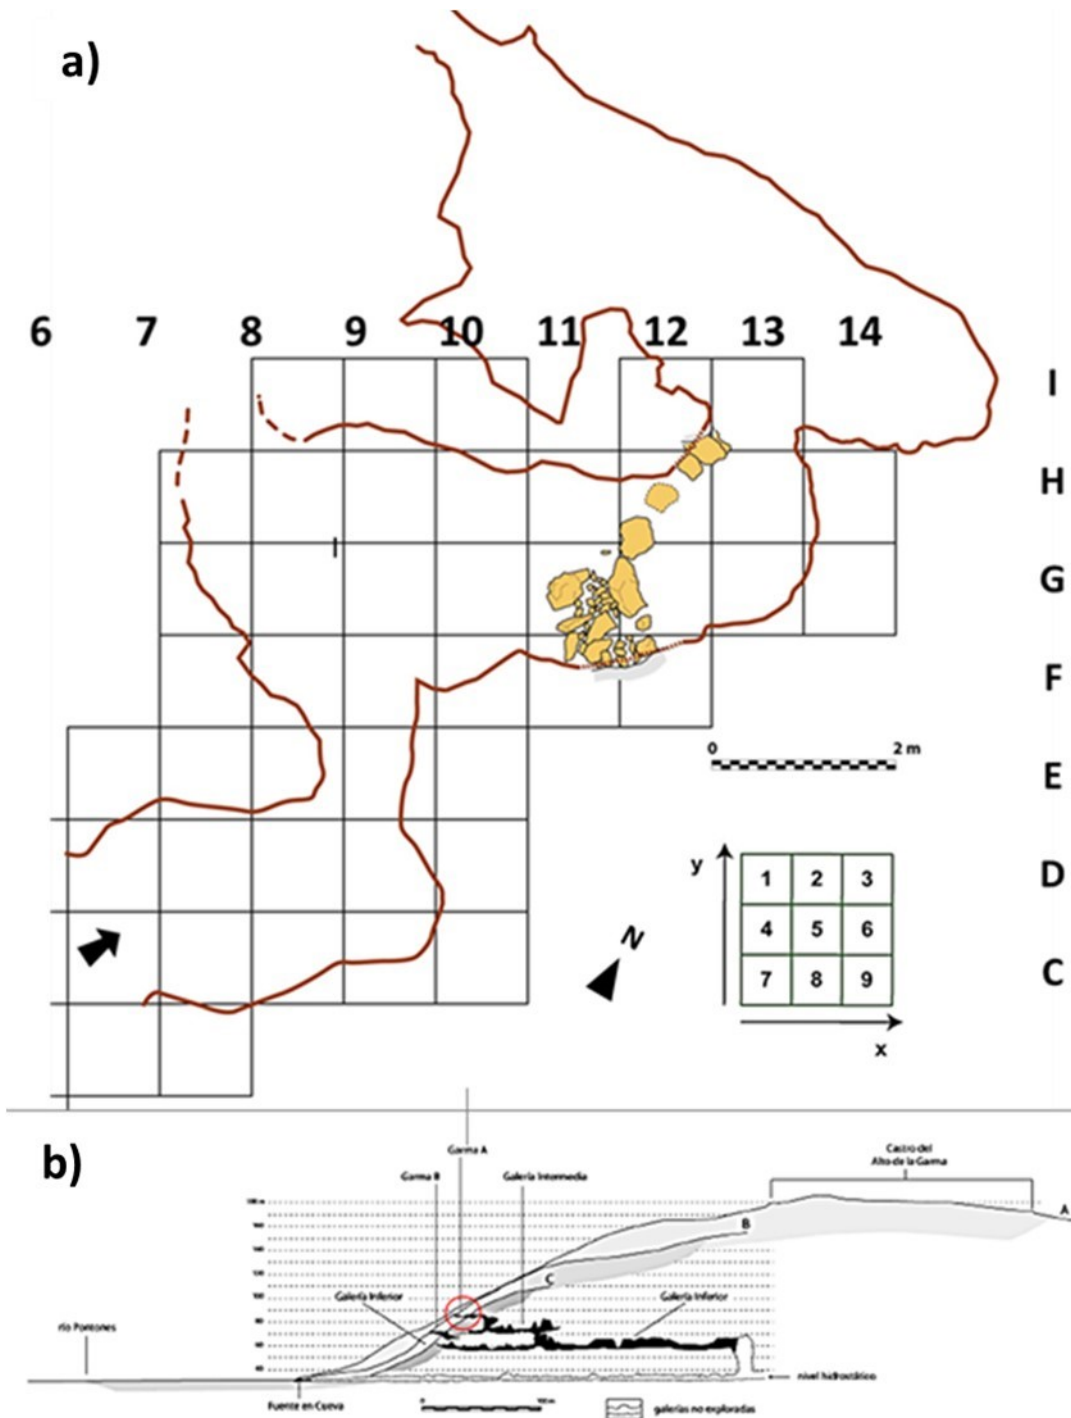 a)
6 7 8 9 10 11 12 13 14
I
H
G
F
0 2 m
E
y
1 2 3
D
4 5 6
N
7 8 9
C
x
b)
Garma A
Castro del
Alto de la Garma
Garma B
Galería Intermedia
A
B
C
Galería Inferior
Galería Inferior
río Pontones
nivel hidrostático
Fuente en Cueva
0
galerías no exploradas